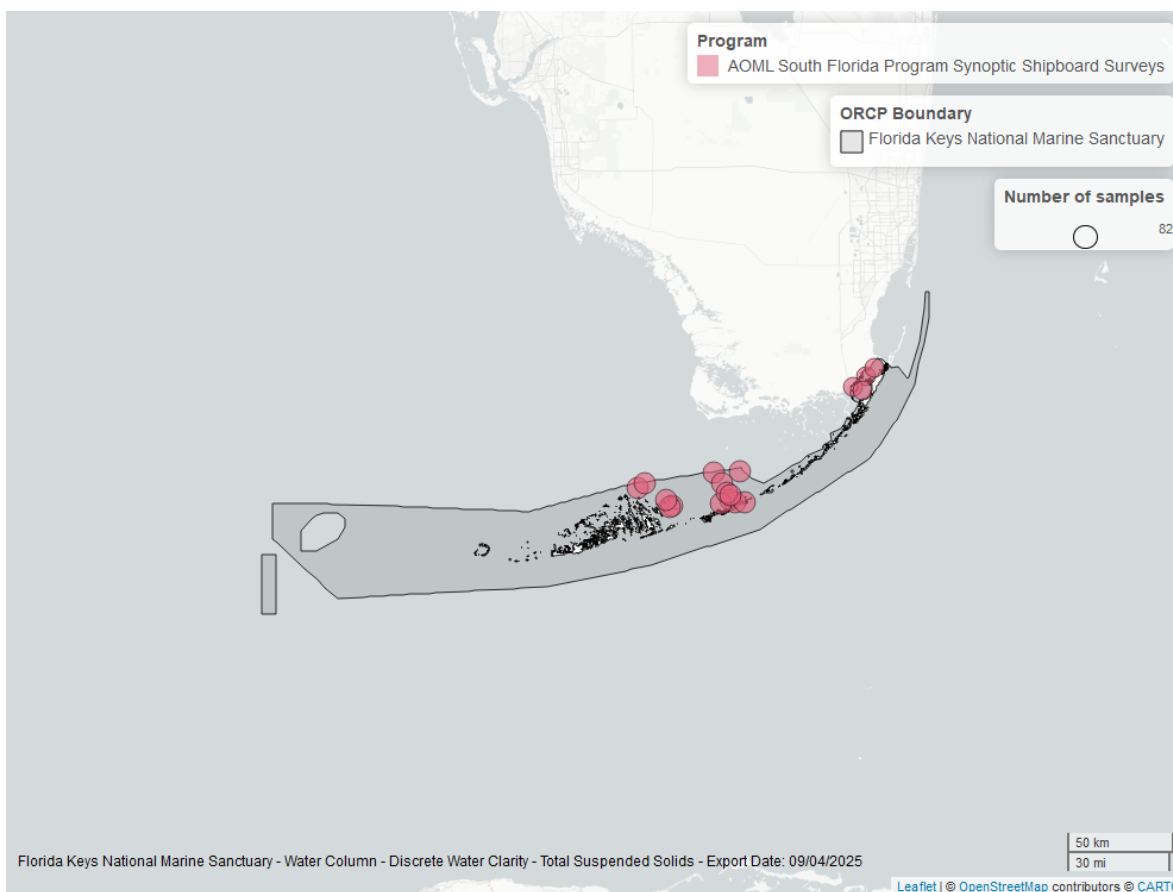 Program
AOML South Florida Program Synoptic Shipboard Surveys
ORCP Boundary
Florida Keys National Marine Sanctuary
Number of samples
82
50 km
30 mi
Florida Keys National Marine Sanctuary - Water Column - Discrete Water Clarity - Total Suspended Solids - Export Date: 09/04/2025
Leaflet | © OpenStreetMap contributors © CART